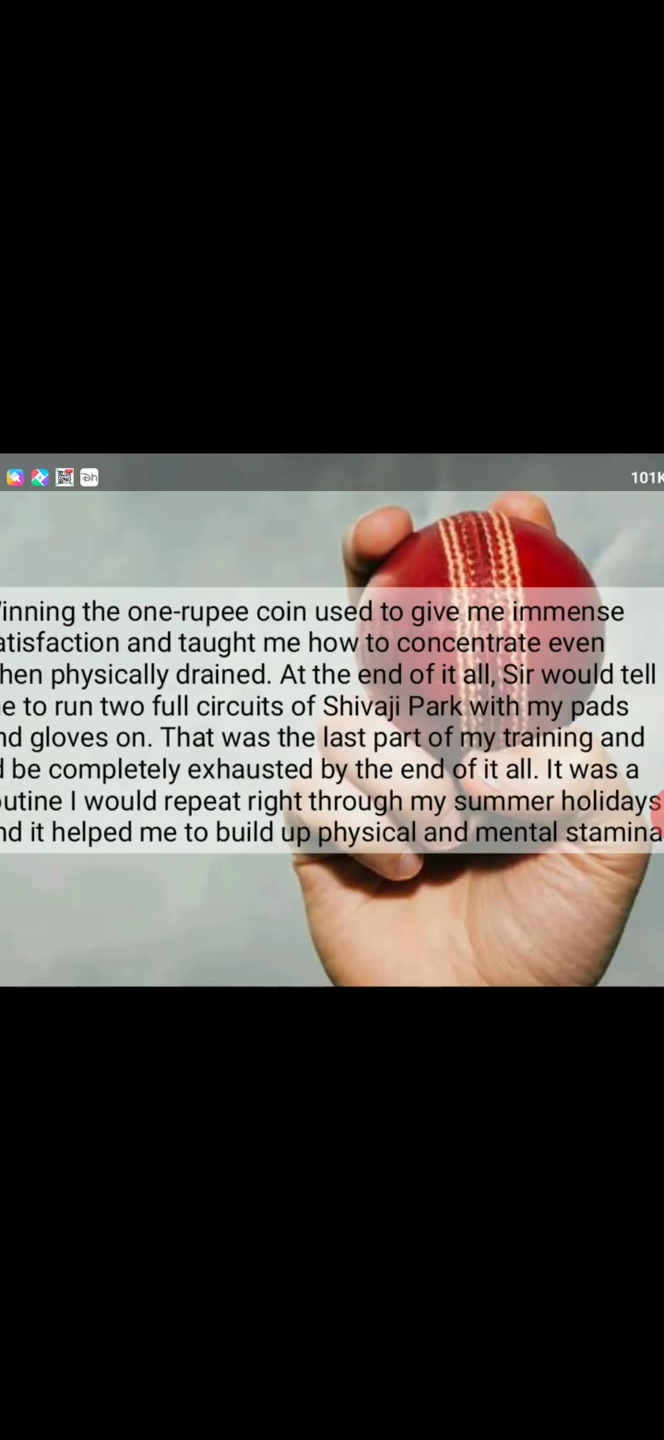 101K
inning the one-rupee coin used to give me immense
atisfaction and taught me how to concentrate even
hen physically drained. At the end of it all, Sir would tell
e to run two full circuits of Shivaji Park with my pads
nd gloves on. That was the last part of my training and
d be completely exhausted by the end of it all. It was a
outine I would repeat right through my summer holidays
nd it helped me to build up physical and mental stamina